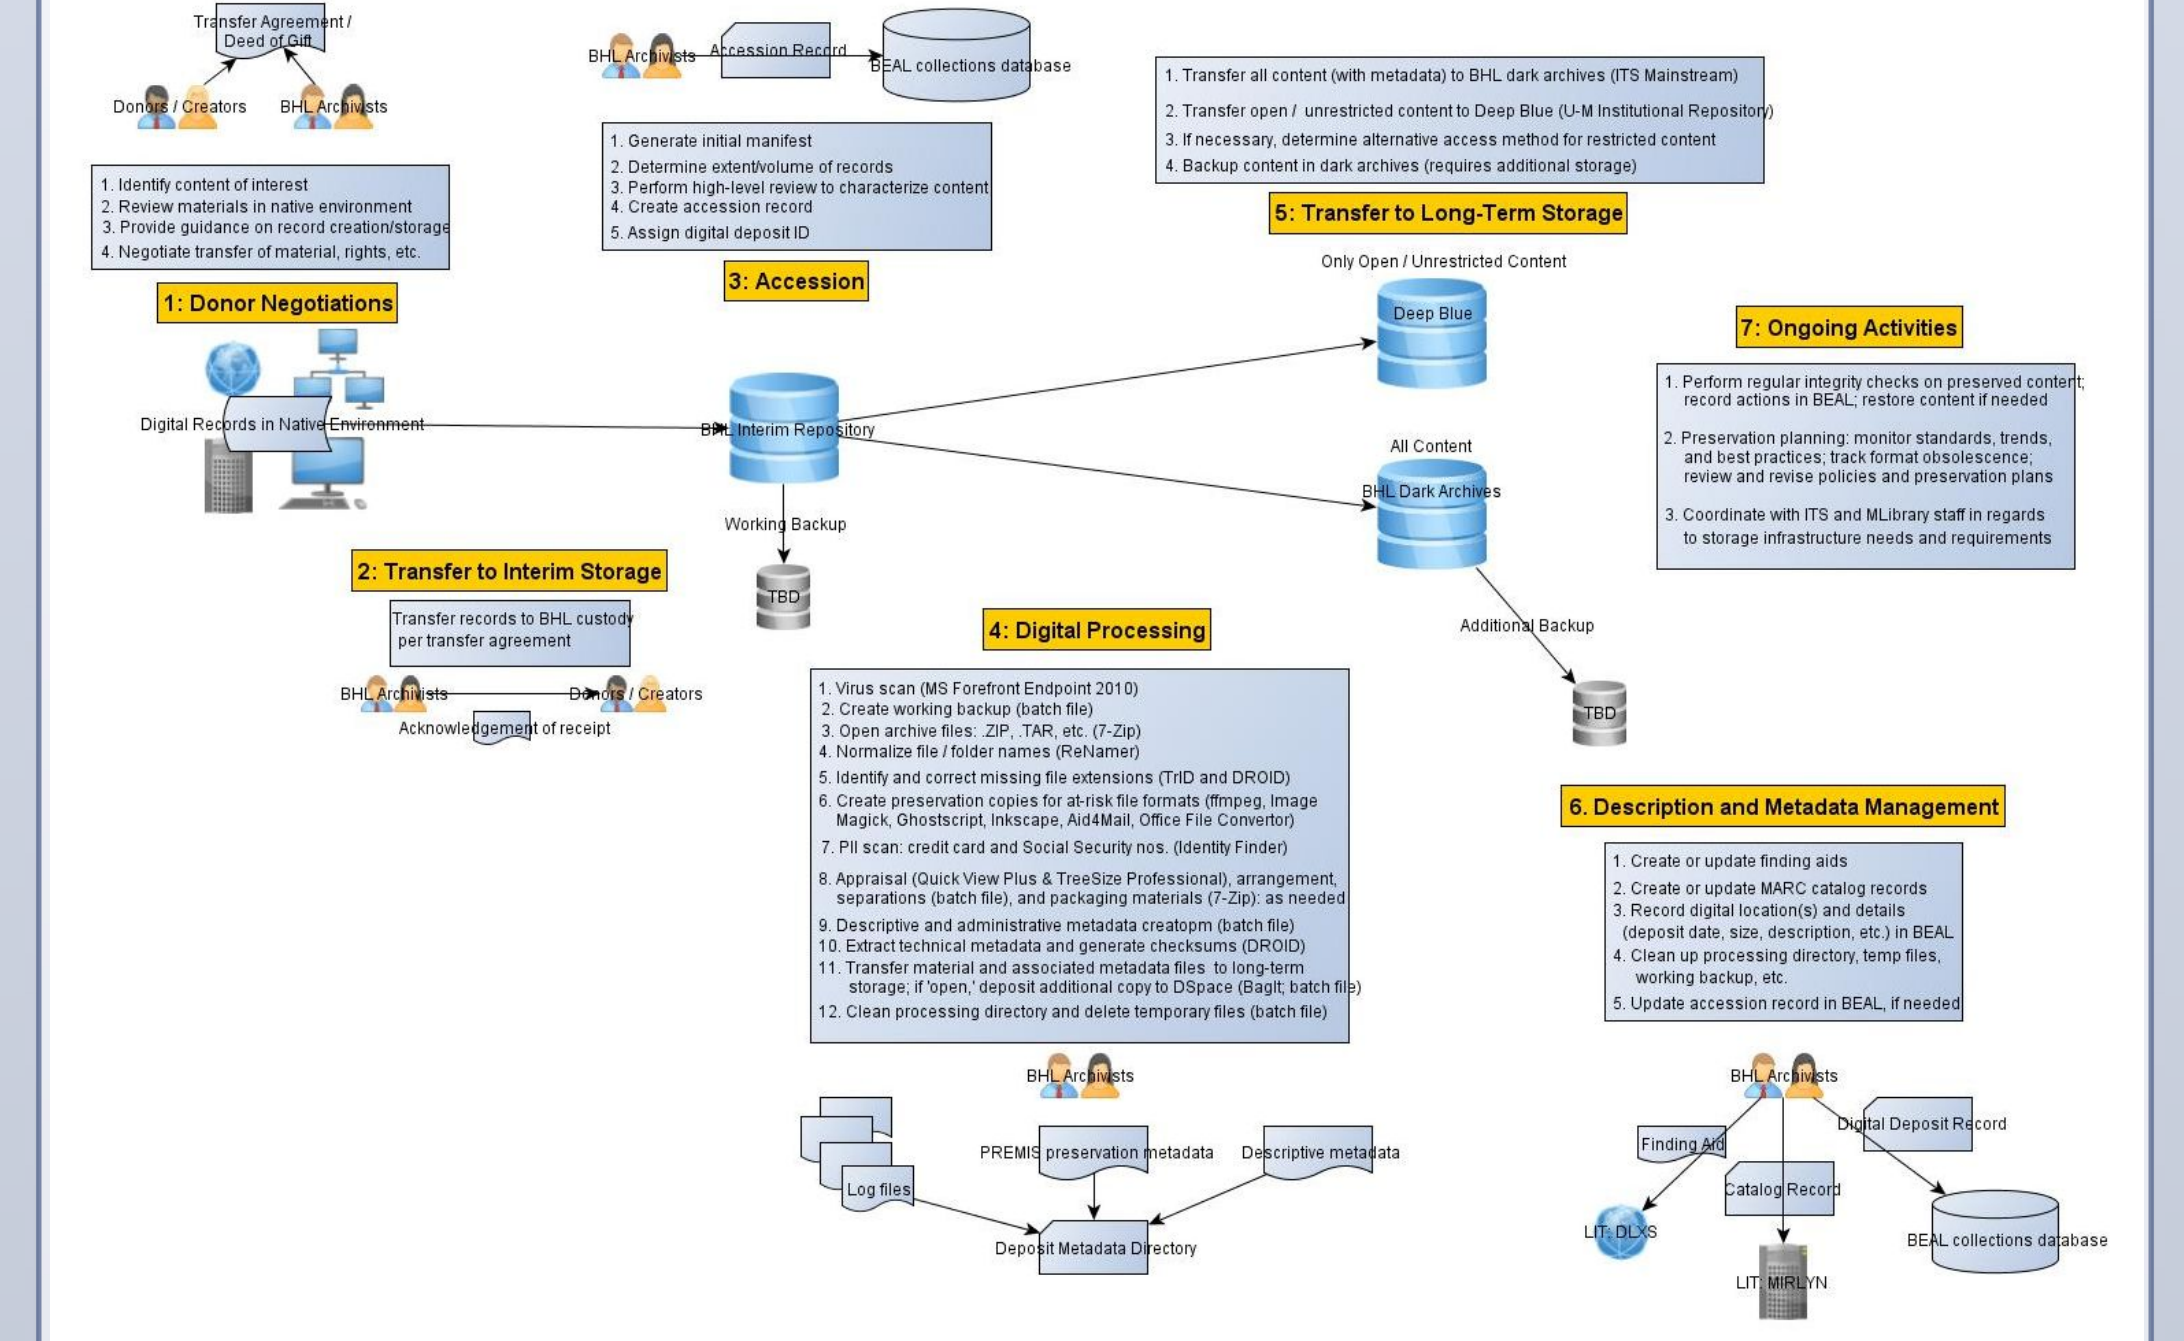 Transfer Agreement /
Deed of Gift
Donors / Creators
BHL Archivists
1. Identify content of interest
2. Review materials in native environment
3. Provide guidance on record creation/storage
4. Negotiate transfer of material, rights, etc.
1: Donor Negotiations
Digital Records in Native Environment
2: Transfer to Interim Storage
Transfer records to BHL custody
per transfer agreement
BHL Archivists
Donors / Creators
Acknowledgement of receipt
BHL Archivists
Accession Record
BEAL collections database
1. Generate initial manifest
2. Determine extent/volume of records
3. Perform high-level review to characterize content
4. Create accession record
5. Assign digital deposit ID
3: Accession
BHL Interim Repository
Working Backup
TBD
4: Digital Processing
1. Virus scan (MS Forefront Endpoint 2010)
2. Create working backup (batch file)
3. Open archive files: .ZIP, .TAR, etc. (7-Zip)
4. Normalize file / folder names (ReNamer)
5. Identify and correct missing file extensions (TrID and DROID)
6. Create preservation copies for at-risk file formats (ffmpeg, Image
Magick, Ghostscript, Inkscape, Aid4Mail, Office File Convertor)
7. PII scan: credit card and Social Security nos. (Identity Finder)
8. Appraisal (Quick View Plus & TreeSize Professional), arrangement,
separations (batch file), and packaging materials (7-Zip): as needed
9. Descriptive and administrative metadata creatopm (batch file)
10. Extract technical metadata and generate checksums (DROID)
11. Transfer material and associated metadata files to long-term
storage; if 'open,' deposit additional copy to DSpace (BagIt; batch file)
12. Clean processing directory and delete temporary files (batch file)
BHL Archivists
Log files
PREMIS preservation metadata
Descriptive metadata
Deposit Metadata Directory
1. Transfer all content (with metadata) to BHL dark archives (ITS Mainstream)
2. Transfer open / unrestricted content to Deep Blue (U-M Institutional Repository)
3. If necessary, determine alternative access method for restricted content
4. Backup content in dark archives (requires additional storage)
5: Transfer to Long-Term Storage
Only Open / Unrestricted Content
Deep Blue
All Content
BHL Dark Archives
Additional Backup
TBD
6. Description and Metadata Management
1. Create or update finding aids
2. Create or update MARC catalog records
3. Record digital location(s) and details
(deposit date, size, description, etc.) in BEAL
4. Clean up processing directory, temp files,
working backup, etc.
5. Update accession record in BEAL, if needed
BHL Archivists
Finding Aid
Catalog Record
Digital Deposit Record
LIT: DLXS
LIT: MIRLYN
BEAL collections database
7: Ongoing Activities
1. Perform regular integrity checks on preserved content;
record actions in BEAL; restore content if needed
2. Preservation planning: monitor standards, trends,
and best practices; track format obsolescence;
review and revise policies and preservation plans
3. Coordinate with ITS and MLibrary staff in regards
to storage infrastructure needs and requirements